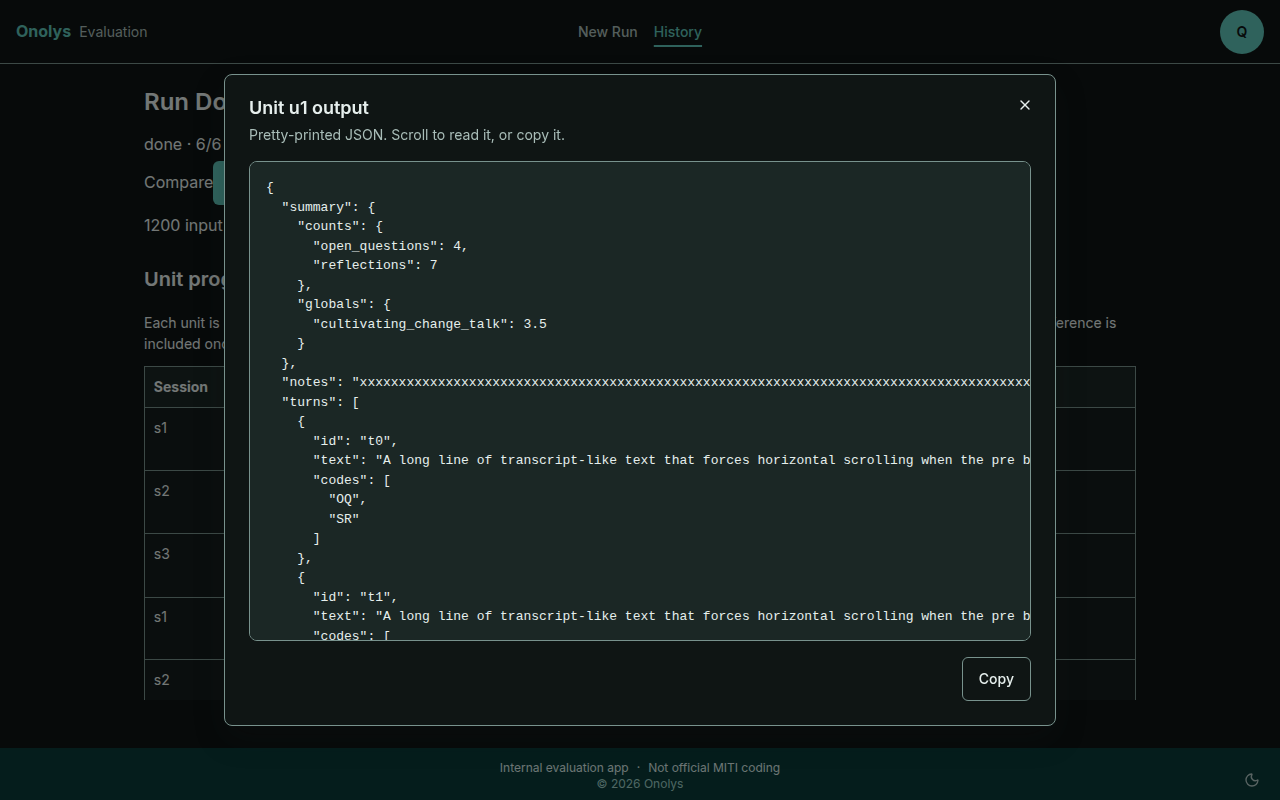 Onolys Evaluation New Run History Q
Run Do
done · 6/6
Compare
1200 input
Unit prog
Each unit is erence is
included onc
Session
s1
s2
s3
s1
s2
Unit u1 output
Pretty-printed JSON. Scroll to read it, or copy it.
{
  "summary": {
    "counts": {
      "open_questions": 4,
      "reflections": 7
    },
    "globals": {
      "cultivating_change_talk": 3.5
    }
  },
  "notes": "xxxxxxxxxxxxxxxxxxxxxxxxxxxxxxxxxxxxxxxxxxxxxxxxxxxxxxxxxxxxxxxxxxxxxxxxxxxxxxxxxxxxxx
  "turns": [
    {
      "id": "t0",
      "text": "A long line of transcript-like text that forces horizontal scrolling when the pre b
      "codes": [
        "OQ",
        "SR"
      ]
    },
    {
      "id": "t1",
      "text": "A long line of transcript-like text that forces horizontal scrolling when the pre b
      "codes": [
Copy
Internal evaluation app · Not official MITI coding
© 2026 Onolys